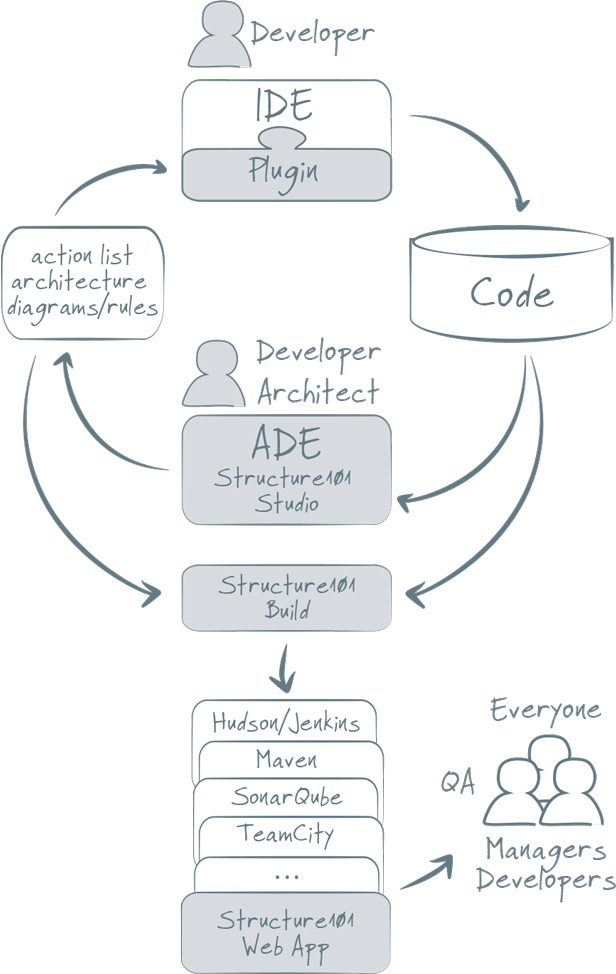 Developer
IDE
Plugin
action list
architecture
diagrams/rules
Code
Developer
Architect
ADE
Structure101
Studio
Structure101
Build
Hudson/Jenkins
Maven
SonarQube
TeamCity
...
Structure101
Web App
Everyone
QA
Managers
Developers